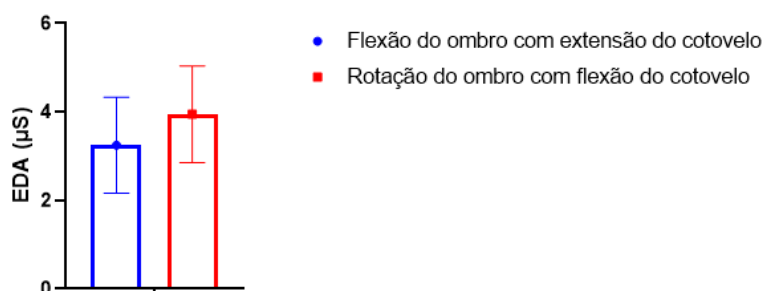 6
4
2
0
EDA (µS)
Flexão do ombro com extensão do cotovelo
Rotação do ombro com flexão do cotovelo